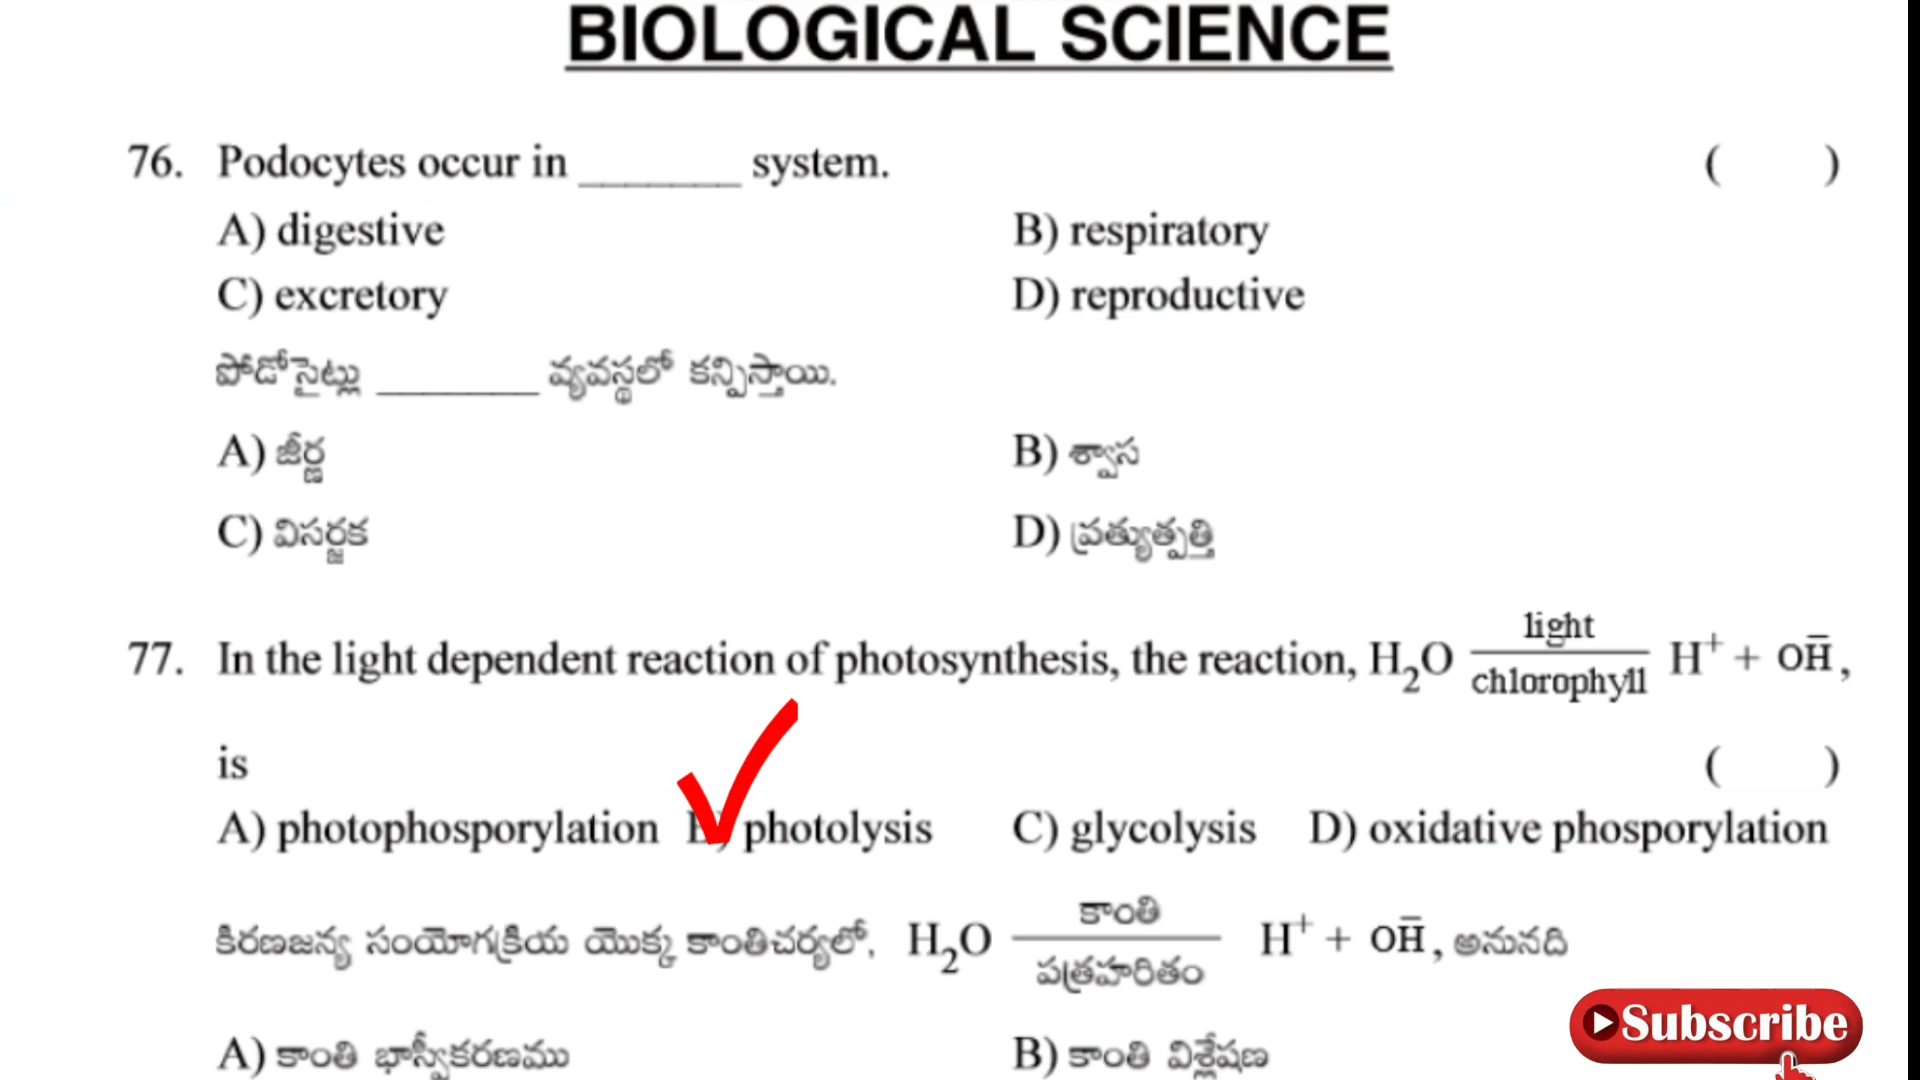 BIOLOGICAL SCIENCE
76. Podocytes occur in _______ system. ( )
A) digestive B) respiratory
C) excretory D) reproductive
పోడోసైట్లు _______ వ్యవస్థలో కన్పిస్తాయి.
A) జీర్ణ B) శ్వాస
C) విసర్జక D) ప్రత్యుత్పత్తి
77. In the light dependent reaction of photosynthesis, the reaction, H₂O light/chlorophyll H⁺ + OH̄,
is ( )
A) photophosporylation B) photolysis C) glycolysis D) oxidative phosporylation
కిరణజన్య సంయోగక్రియ యొక్క కాంతిచర్యలో, H₂O కాంతి/పత్రహరితం H⁺ + OH̄, అనునది
A) కాంతి భాస్వీకరణము B) కాంతి విశ్లేషణ
Subscribe